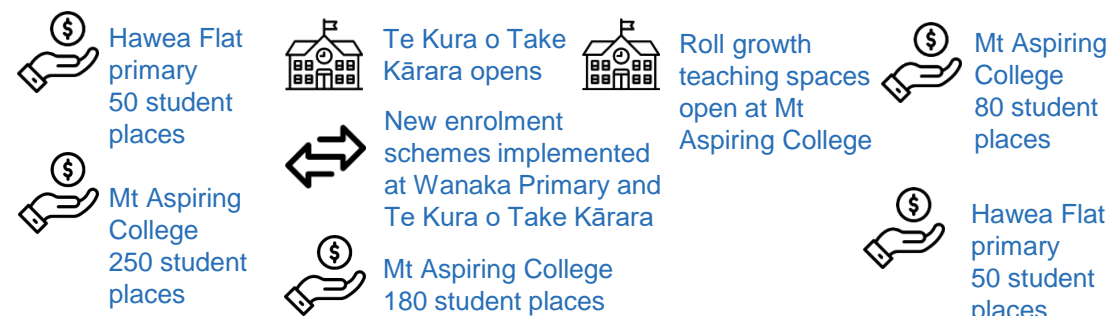 Hawea Flat
primary
50 student
places
Mt Aspiring
College
250 student
places
Te Kura o Take
Kārara opens
New enrolment
schemes implemented
at Wanaka Primary and
Te Kura o Take Kārara
Mt Aspiring College
180 student places
Roll growth
teaching spaces
open at Mt
Aspiring College
Mt Aspiring
College
80 student
places
Hawea Flat
primary
50 student
places